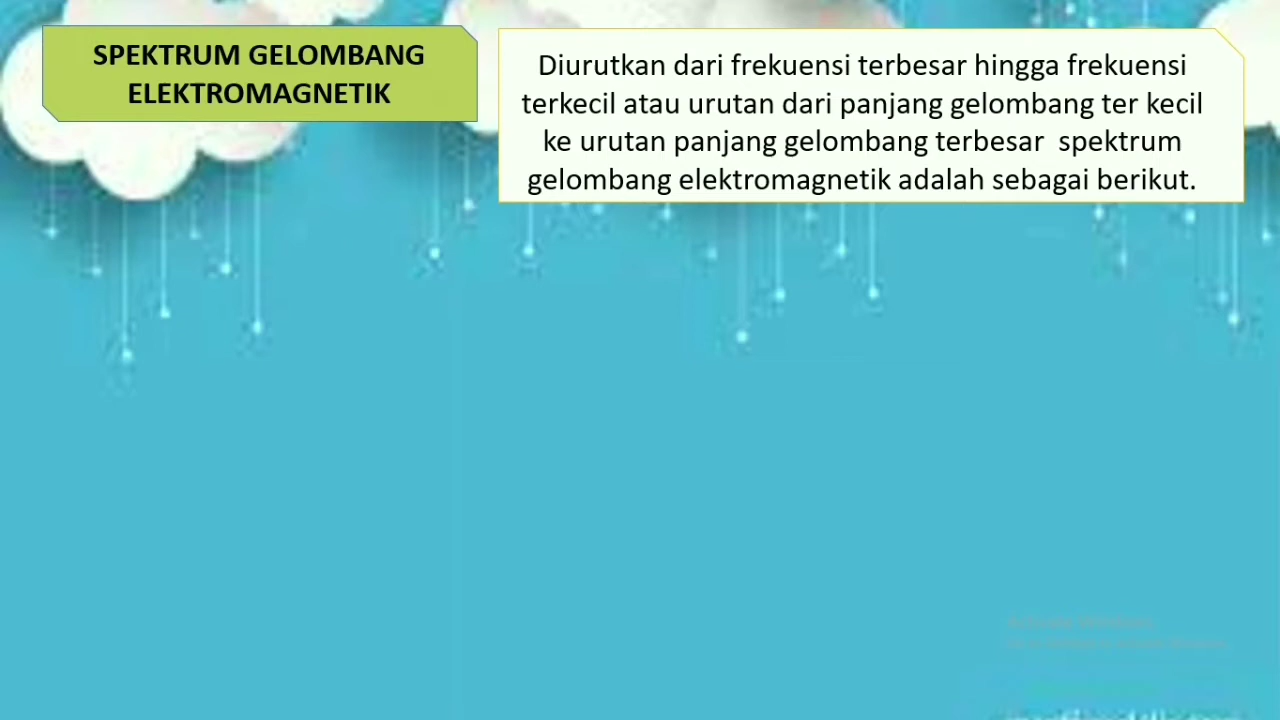 SPEKTRUM GELOMBANG
ELEKTROMAGNETIK
Diurutkan dari frekuensi terbesar hingga frekuensi
terkecil atau urutan dari panjang gelombang ter kecil
ke urutan panjang gelombang terbesar  spektrum
gelombang elektromagnetik adalah sebagai berikut.